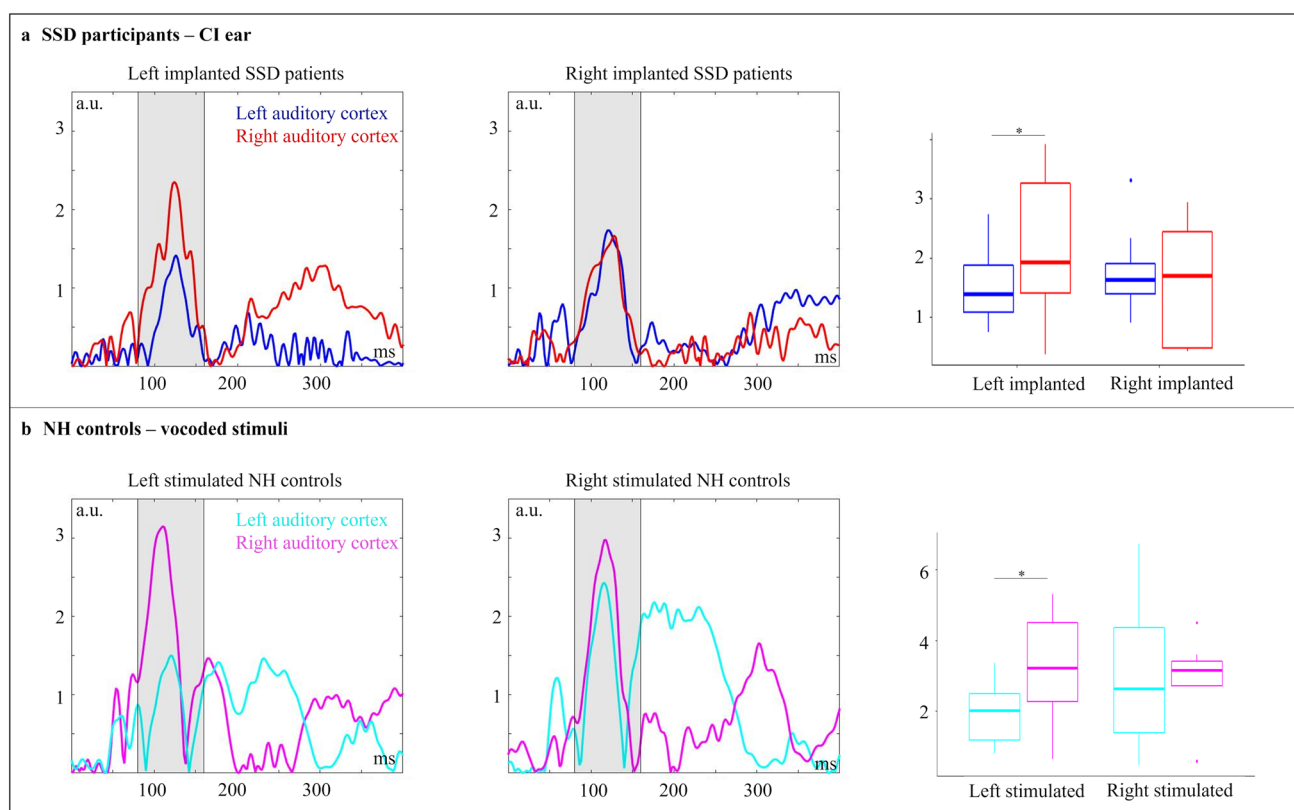 a SSD participants – CI ear
Left implanted SSD patients
a.u.
Left auditory cortex
Right auditory cortex
3
2
1
ms
100
200
300
Right implanted SSD patients
a.u.
3
2
1
ms
100
200
300
*
3
2
1
Left implanted
Right implanted
b NH controls – vocoded stimuli
Left stimulated NH controls
a.u.
Left auditory cortex
Right auditory cortex
3
2
1
ms
100
200
300
Right stimulated NH controls
a.u.
3
2
1
ms
100
200
300
*
6
4
2
Left stimulated
Right stimulated